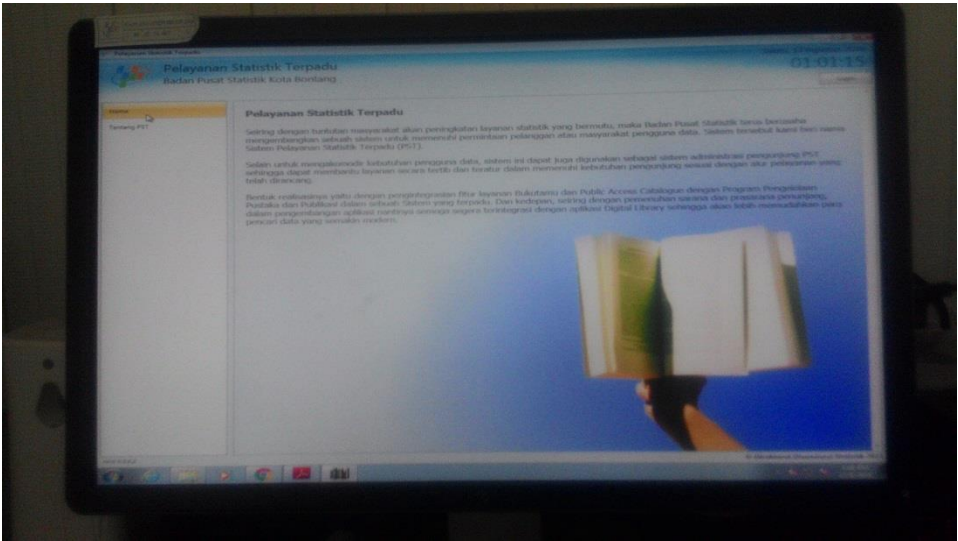 Pelayanan Statistik Terpadu
01:01:15
Pelayanan Statistik Terpadu
Badan Pusat Statistik Kota Bontang
Login
Home
Tentang PST
Pelayanan Statistik Terpadu
Seiring dengan tuntutan masyarakat akan peningkatan layanan statistik yang bermutu, maka Badan Pusat Statistik terus berusaha
mengembangkan sebuah sistem untuk memenuhi permintaan pelanggan atau masyarakat pengguna data. Sistem tersebut kami beri nama
Sistem Pelayanan Statistik Terpadu (PST).
Selain untuk mengakomodir kebutuhan pengguna data, sistem ini dapat juga digunakan sebagai sistem administrasi pengunjung PST
sehingga dapat membantu layanan secara tertib dan teratur dalam memenuhi kebutuhan pengunjung sesuai dengan alur pelayanan yang
telah dirancang.
Bentuk realisasinya yaitu dengan pengintegrasian fitur layanan Bukutamu dan Public Access Catalogue dengan Program Pengelolaan
Pustaka dan Publikasi dalam sebuah Sistem yang terpadu. Dan kedepan, seiring dengan pemenuhan sarana dan prasarana penunjang,
dalam pengembangan aplikasi nantinya semoga segera terintegrasi dengan aplikasi Digital Library sehingga akan lebih memudahkan para
pencari data yang semakin modern.
© Direktorat Diseminasi Statistik